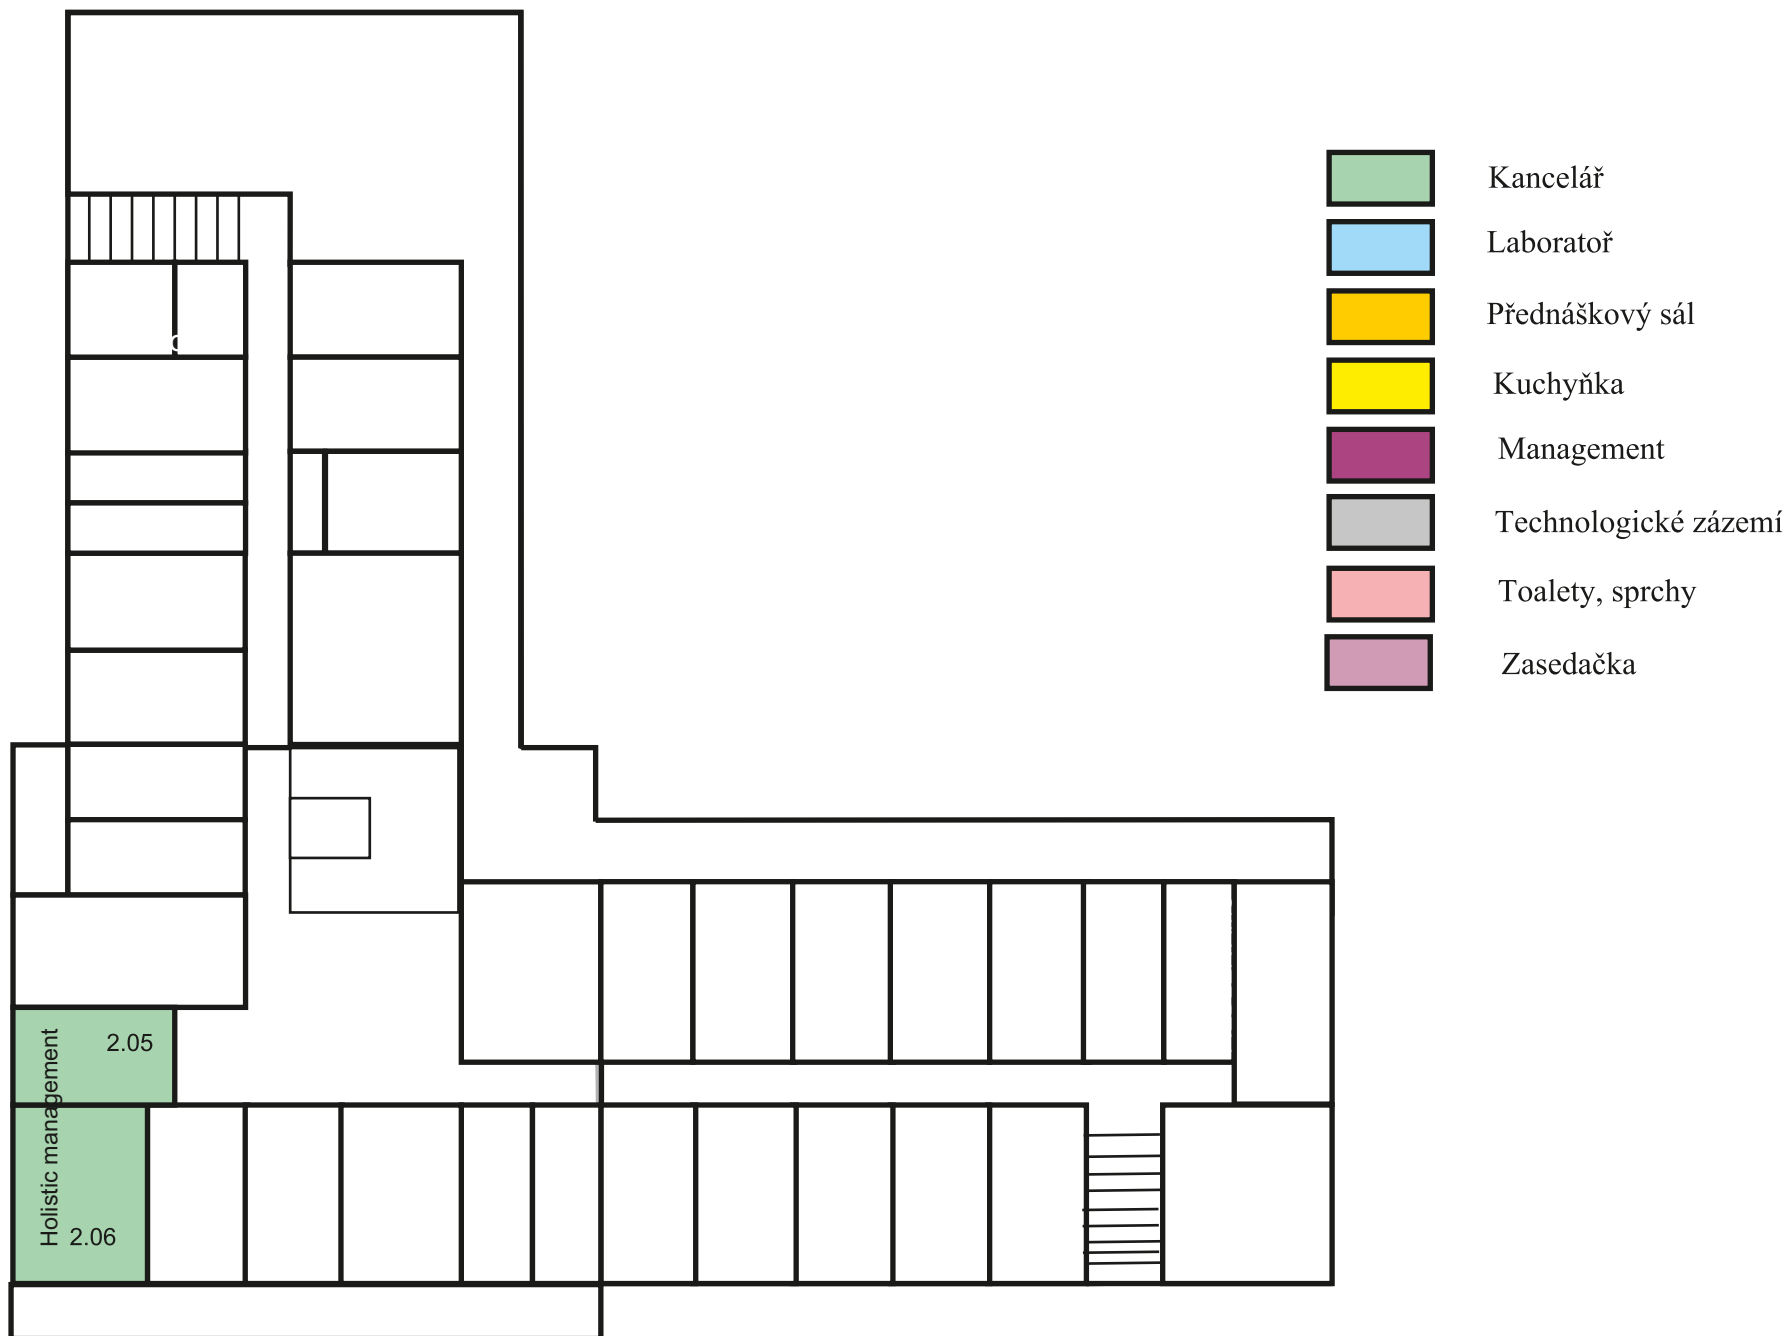 Kancelář
Laboratoř
Přednáškový sál
Kuchyňka
Management
Technologické zázemí
Toalety, sprchy
Zasedačka
2.05
Holistic management
2.06